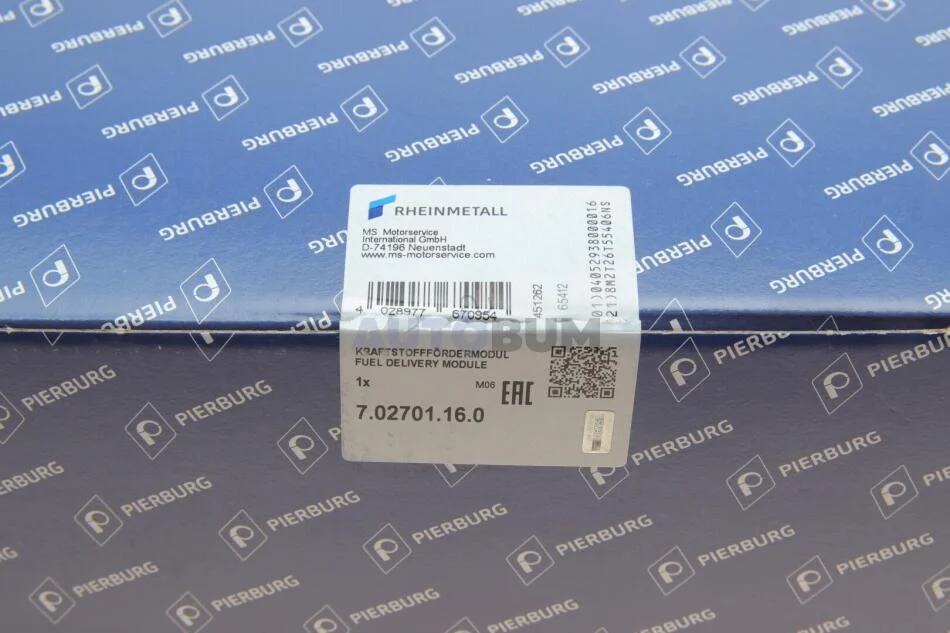 RHEINMETALL
MS Motorservice
International GmbH
D-74196 Neuenstadt
www.ms-motorservice.com
4 028977 670954
451262
65412
01)04052938000016
21)8M2T26T55406NS
AUTOBUM
KRAFTSTOFFFÖRDERMODUL
FUEL DELIVERY MODULE
1x
M06
EAC
7.02701.16.0
PIERBURG